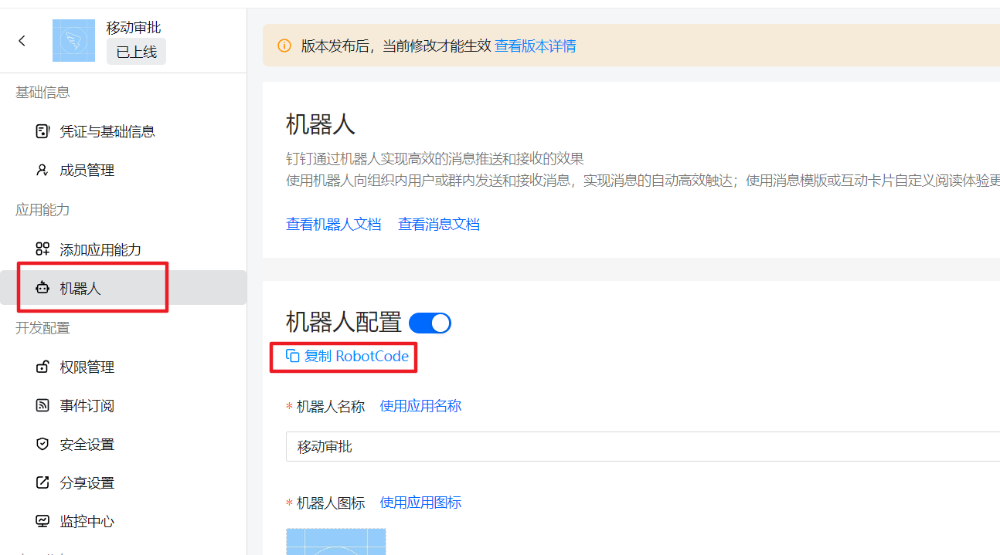 移动审批
已上线
基础信息
凭证与基础信息
成员管理
应用能力
添加应用能力
机器人
开发配置
权限管理
事件订阅
安全设置
分享设置
监控中心
版本发布后，当前修改才能生效 查看版本详情
机器人
钉钉通过机器人实现高效的消息推送和接收的效果
使用机器人向组织内用户或群内发送和接收消息，实现消息的自动高效触达；使用消息模版或互动卡片自定义阅读体验更
查看机器人文档 查看消息文档
机器人配置
复制 RobotCode
* 机器人名称 使用应用名称
移动审批
* 机器人图标 使用应用图标